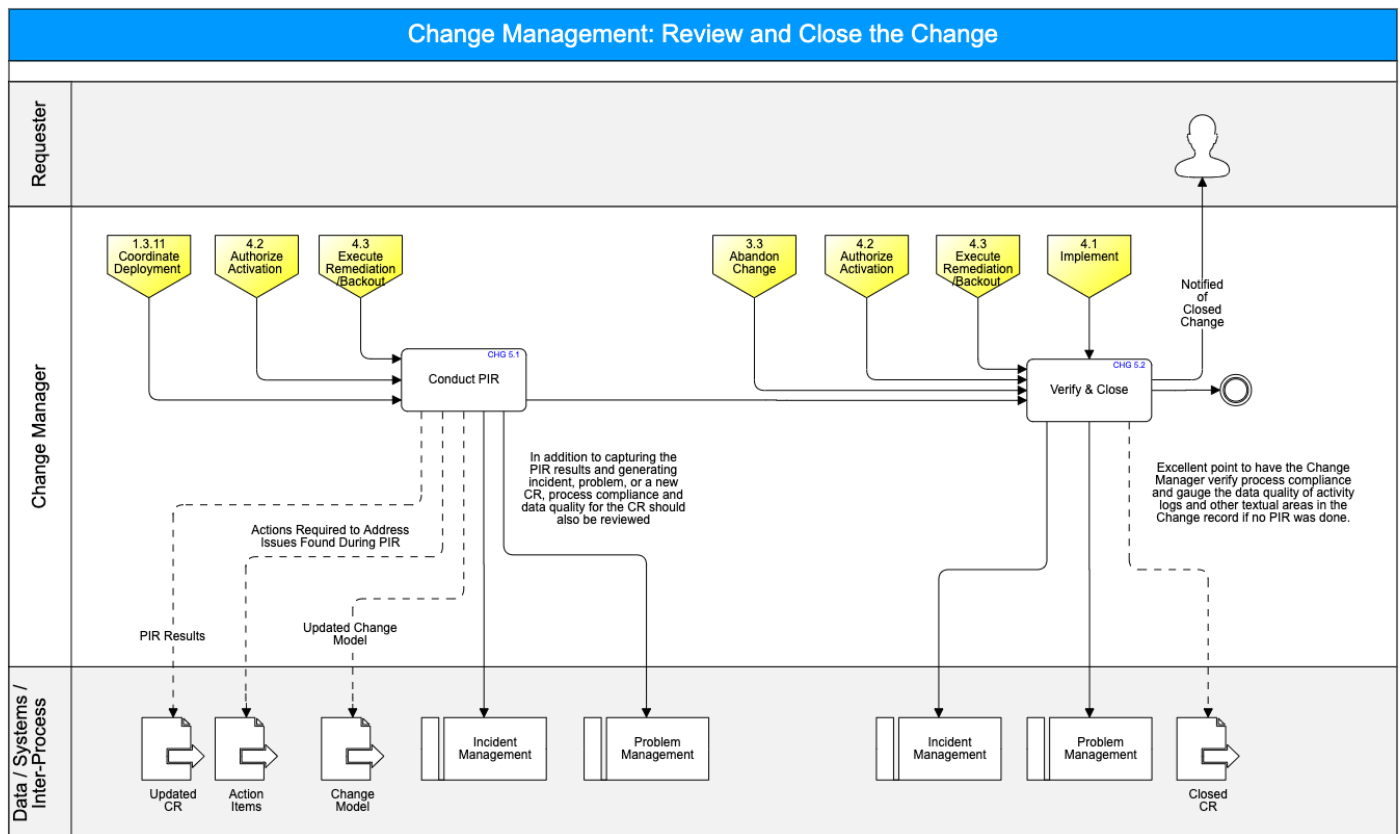 Change Management: Review and Close the Change
Requester
Notified
of
Closed
Change
Change Manager
1.3.11
Coordinate
Deployment
4.2
Authorize
Activation
4.3
Execute
Remediation
/Backout
3.3
Abandon
Change
4.2
Authorize
Activation
4.3
Execute
Remediation
/Backout
4.1
Implement
CHG 5.1
Conduct PIR
CHG 5.2
Verify & Close
In addition to capturing the
PIR results and generating
incident, problem, or a new
CR, process compliance and
data quality for the CR should
also be reviewed
Excellent point to have the Change
Manager verify process compliance
and gauge the data quality of activity
logs and other textual areas in the
Change record if no PIR was done.
Actions Required to Address
Issues Found During PIR
PIR Results
Updated Change
Model
Data / Systems /
Inter-Process
Updated
CR
Action
Items
Change
Model
Incident
Management
Problem
Management
Incident
Management
Problem
Management
Closed
CR